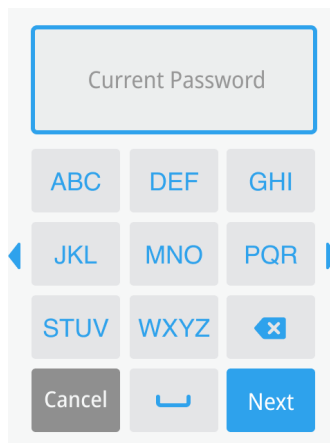 Current Password
ABC DEF GHI
JKL MNO PQR
STUV WXYZ
Cancel Next